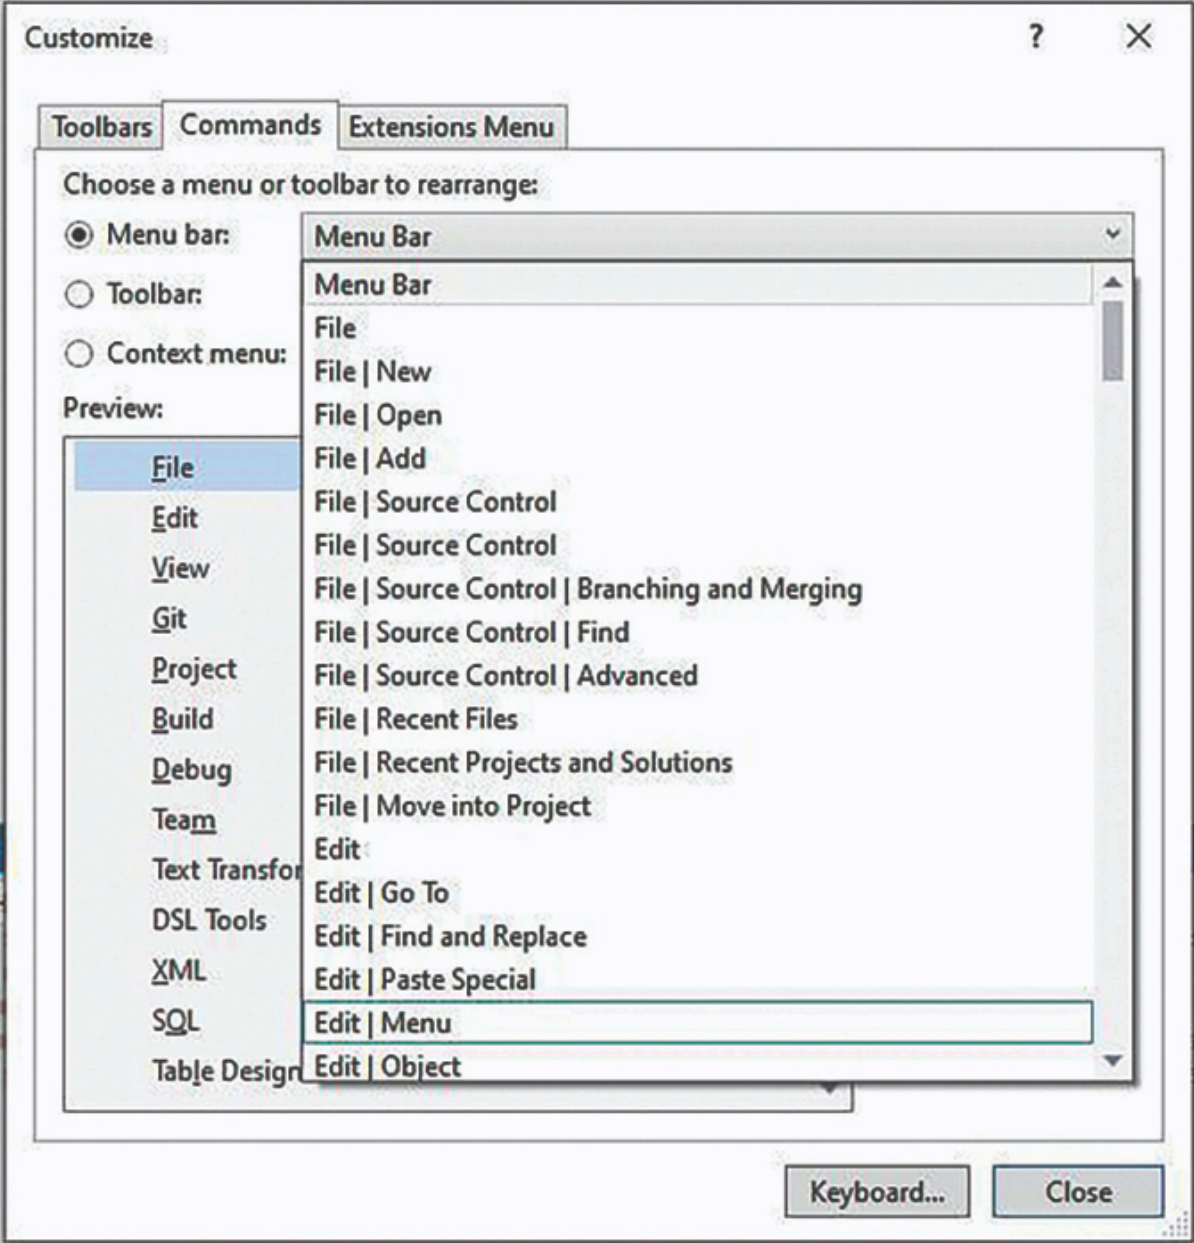 Customize
?
Toolbars Commands Extensions Menu
Choose a menu or toolbar to rearrange:
Menu bar: Menu Bar
Toolbar:
Context menu:
Menu Bar
File
File | New
File | Open
File | Add
File | Source Control
File | Source Control
File | Source Control | Branching and Merging
File | Source Control | Find
File | Source Control | Advanced
File | Recent Files
File | Recent Projects and Solutions
File | Move into Project
Edit
Edit | Go To
Edit | Find and Replace
Edit | Paste Special
Edit | Menu
Edit | Object
Preview:
File
Edit
View
Git
Project
Build
Debug
Team
Text Transfor
DSL Tools
XML
SQL
Table Design
Keyboard... Close